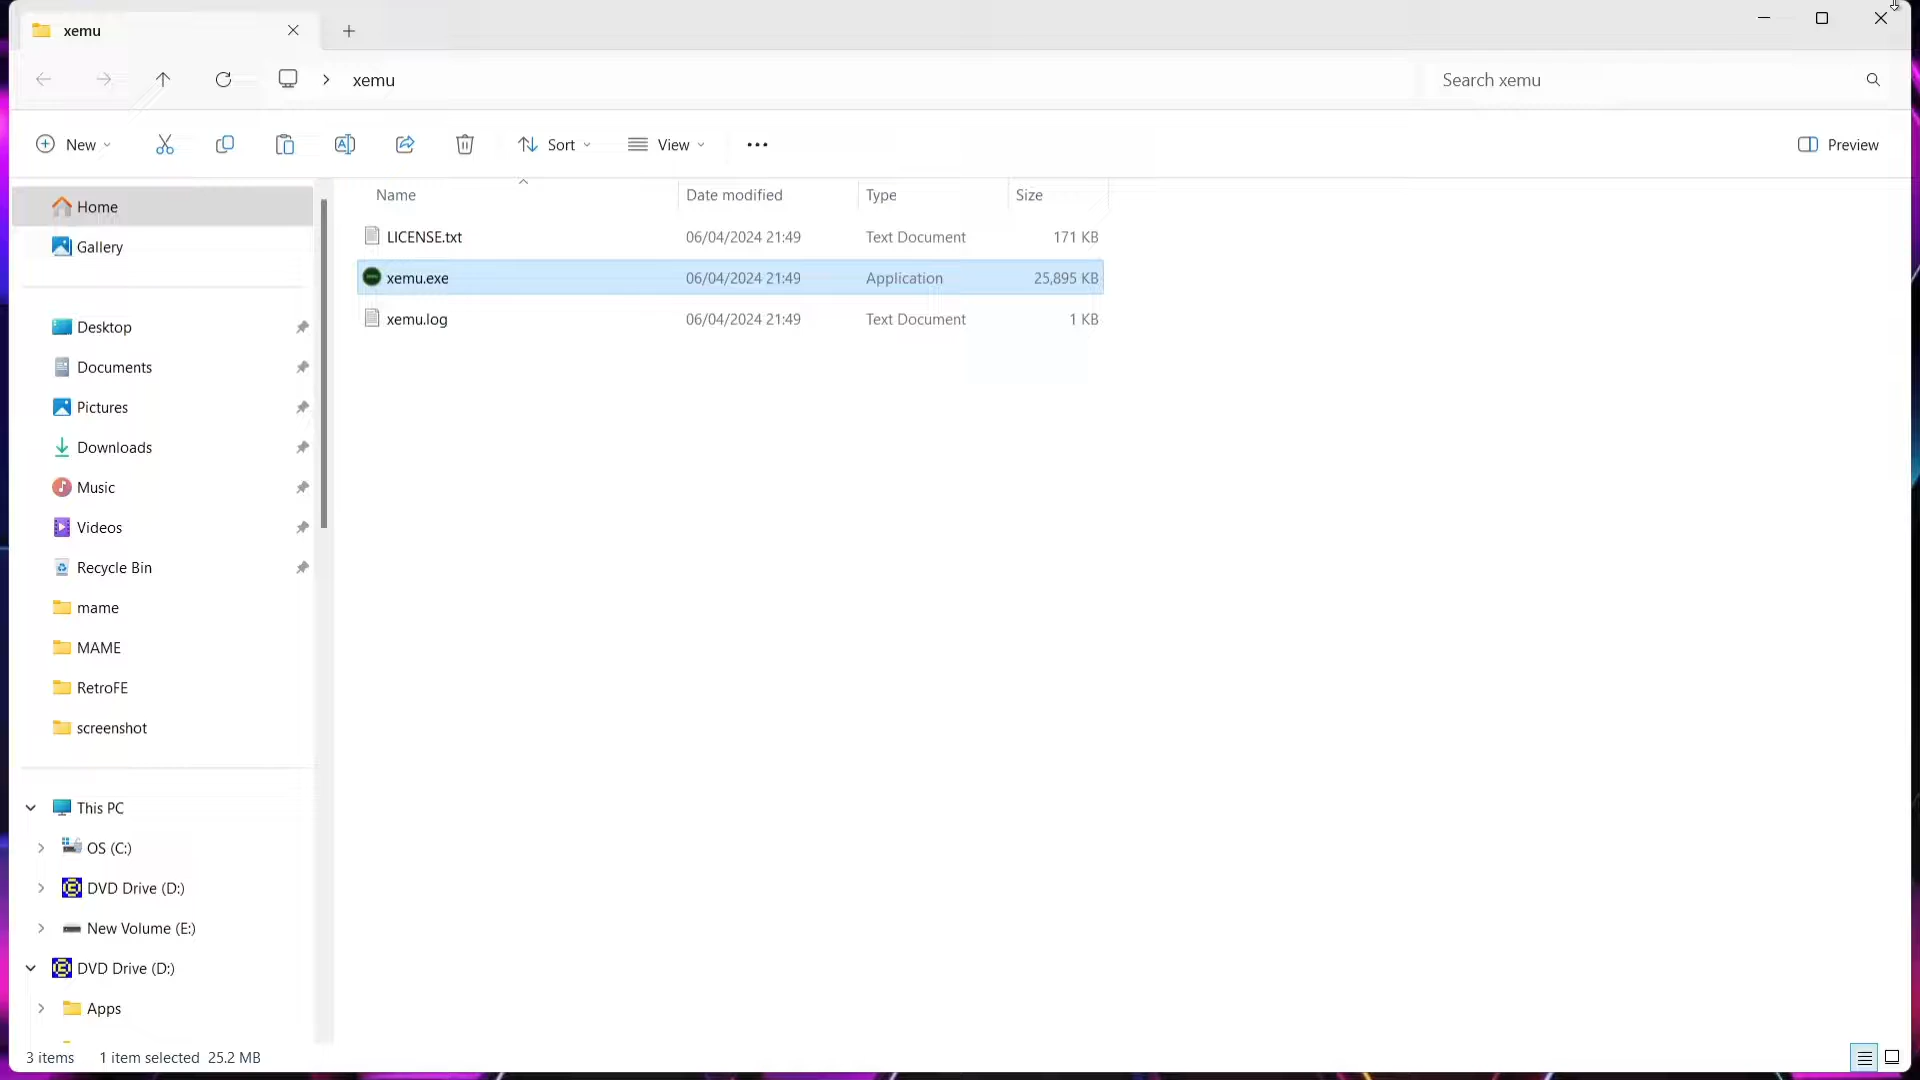 xemu
xemu
Search xemu
New
Sort
View
Preview
Name Date modified Type Size
LICENSE.txt 06/04/2024 21:49 Text Document 171 KB
xemu.exe 06/04/2024 21:49 Application 25,895 KB
xemu.log 06/04/2024 21:49 Text Document 1 KB
Home
Gallery
Desktop
Documents
Pictures
Downloads
Music
Videos
Recycle Bin
mame
MAME
RetroFE
screenshot
This PC
OS (C:)
DVD Drive (D:)
New Volume (E:)
DVD Drive (D:)
Apps
3 items 1 item selected 25.2 MB